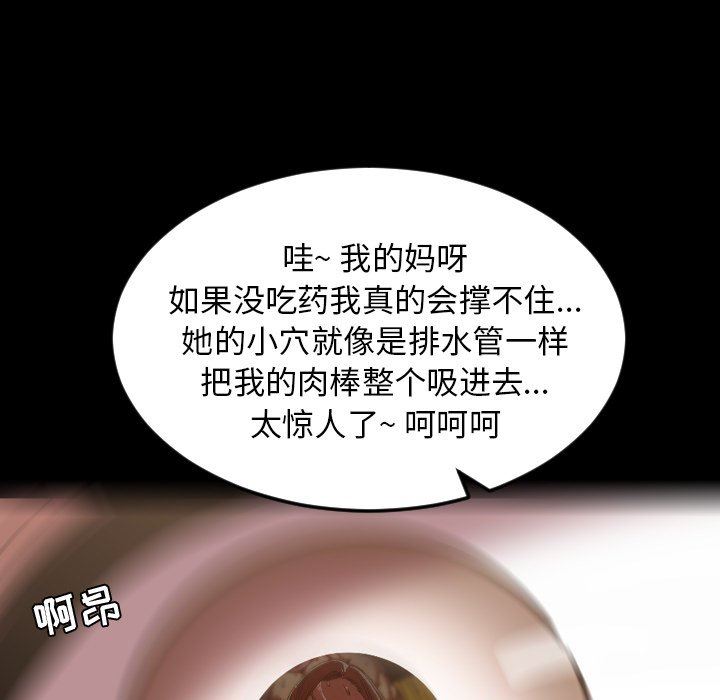 哇~ 我的妈呀
如果没吃药我真的会撑不住...
她的小穴就像是排水管一样
把我的肉棒整个吸进去...
太惊人了~ 呵呵呵
啊昂